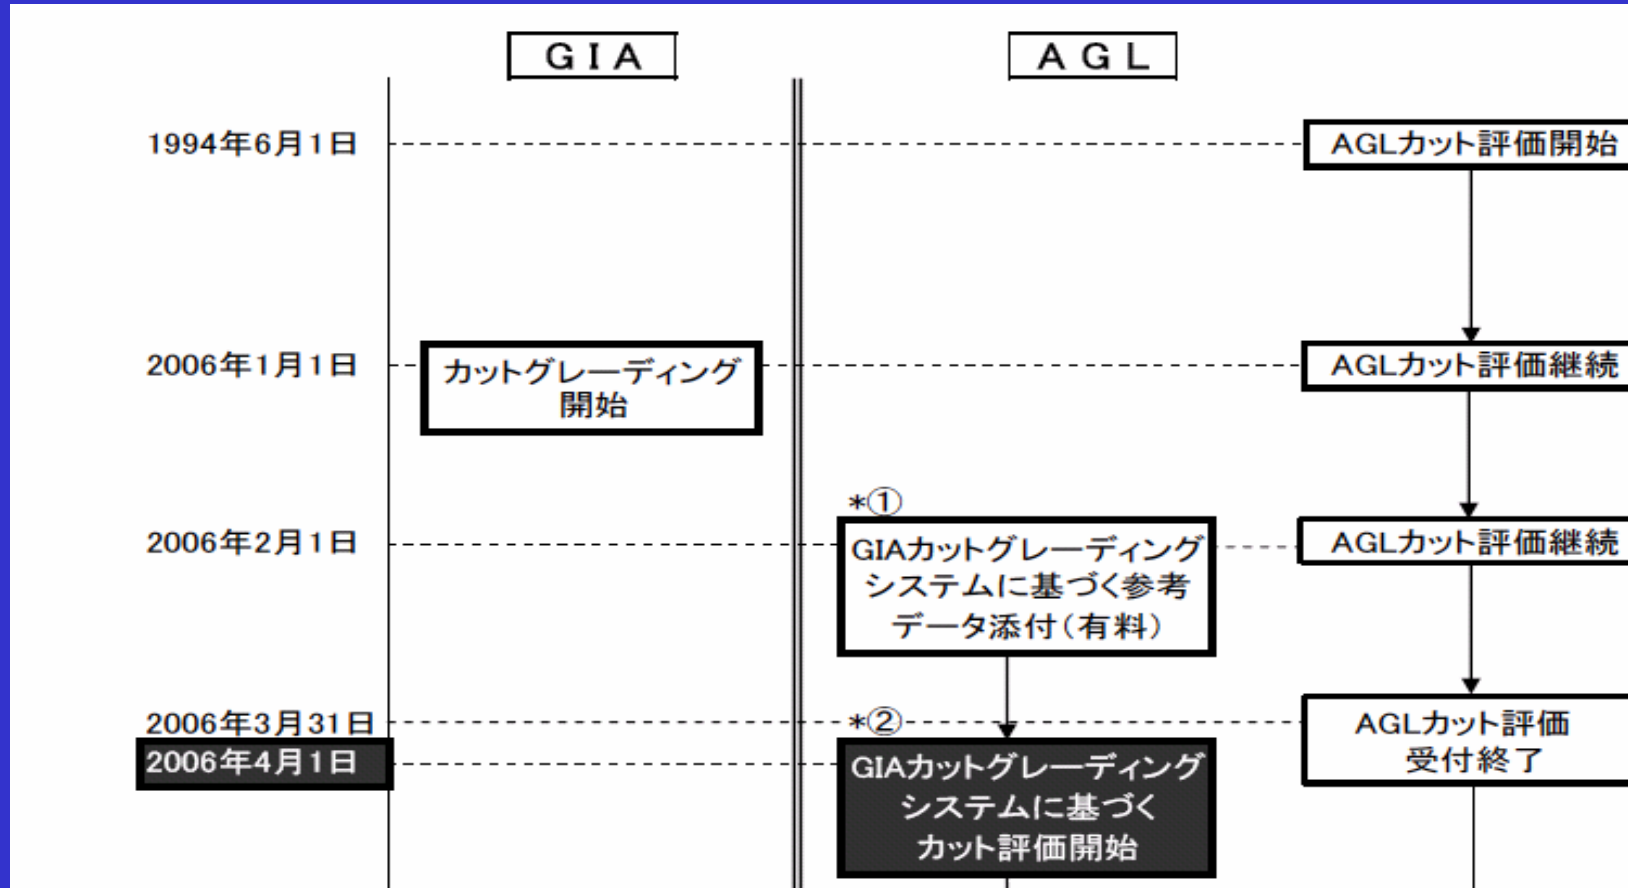 GIA
AGL
1994年6月1日
AGLカット評価開始
2006年1月1日
カットグレーディング
開始
AGLカット評価継続
*①
2006年2月1日
GIAカットグレーディング
システムに基づく参考
データ添付(有料)
AGLカット評価継続
2006年3月31日
*②
AGLカット評価
受付終了
2006年4月1日
GIAカットグレーディング
システムに基づく
カット評価開始